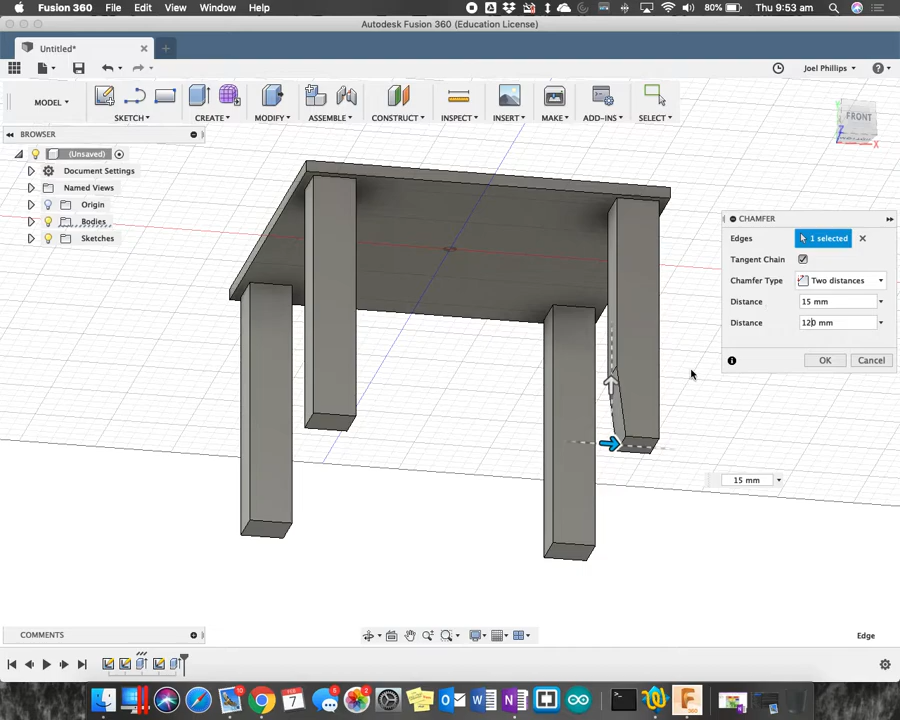 Fusion 360 File Edit View Window Help 80% Thu 9:53 am
Autodesk Fusion 360 (Education License)
Untitled*
Joel Phillips
MODEL SKETCH CREATE MODIFY ASSEMBLE CONSTRUCT INSPECT INSERT MAKE ADD-INS SELECT
FRONT
Z X
BROWSER
(Unsaved)
Document Settings
Named Views
Origin
Bodies
Sketches
CHAMFER
Edges 1 selected
Tangent Chain
Chamfer Type Two distances
Distance 15 mm
Distance 120 mm
OK Cancel
15 mm
COMMENTS
Edge